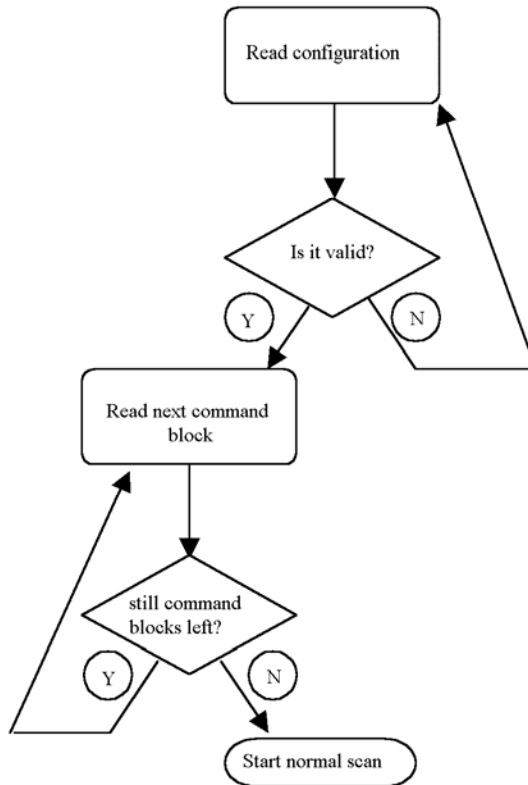 Read configuration
Is it valid?
Y
N
Read next command
block
still command
blocks left?
Y
N
Start normal scan